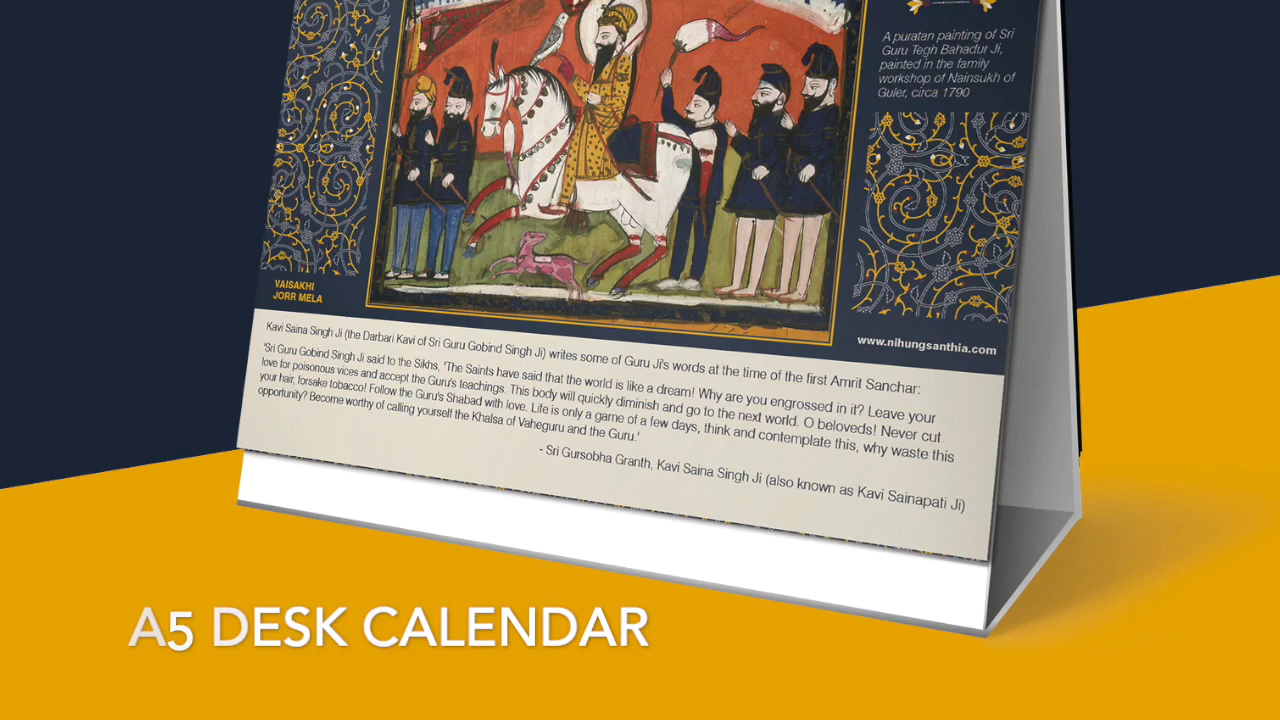 A puratan painting of Sri
Guru Tegh Bahadur Ji,
painted in the family
workshop of Nainsukh of
Guler, circa 1790
VAISAKHI
JORR MELA
www.nihungsanthia.com
Kavi Saina Singh Ji (the Darbari Kavi of Sri Guru Gobind Singh Ji) writes some of Guru Ji's words at the time of the first Amrit Sanchar:
'Sri Guru Gobind Singh Ji said to the Sikhs, "The Saints have said that the world is like a dream! Why are you engrossed in it? Leave your
love for poisonous vices and accept the Guru's teachings. This body will quickly diminish and go to the next world. O beloveds! Never cut
your hair, forsake tobacco! Follow the Guru's Shabad with love. Life is only a game of a few days, think and contemplate this, why waste this
opportunity? Become worthy of calling yourself the Khalsa of Vaheguru and the Guru.'
- Sri Gursobha Granth, Kavi Saina Singh Ji (also known as Kavi Sainapati Ji)
A5 DESK CALENDAR